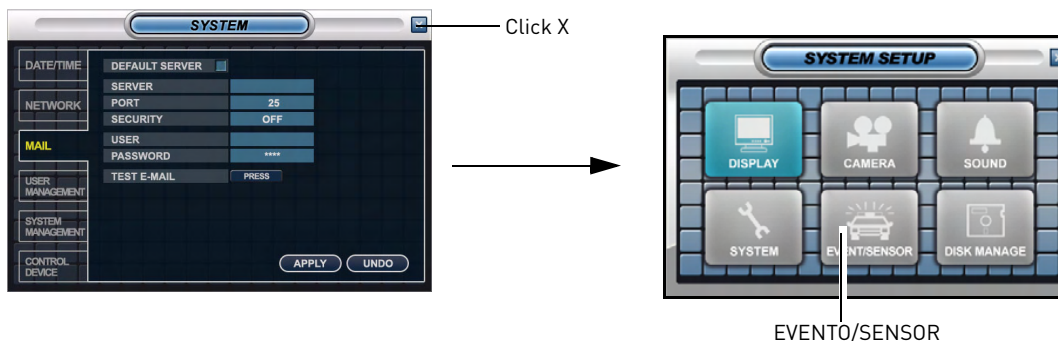 SYSTEM
Click X
DATE/TIME
NETWORK
MAIL
USER
MANAGEMENT
SYSTEM
MANAGEMENT
CONTROL
DEVICE
DEFAULT SERVER
SERVER
PORT 25
SECURITY OFF
USER
PASSWORD ****
TEST E-MAIL PRESS
APPLY UNDO
SYSTEM SETUP
DISPLAY CAMERA SOUND
SYSTEM EVENT/SENSOR DISK MANAGE
EVENTO/SENSOR